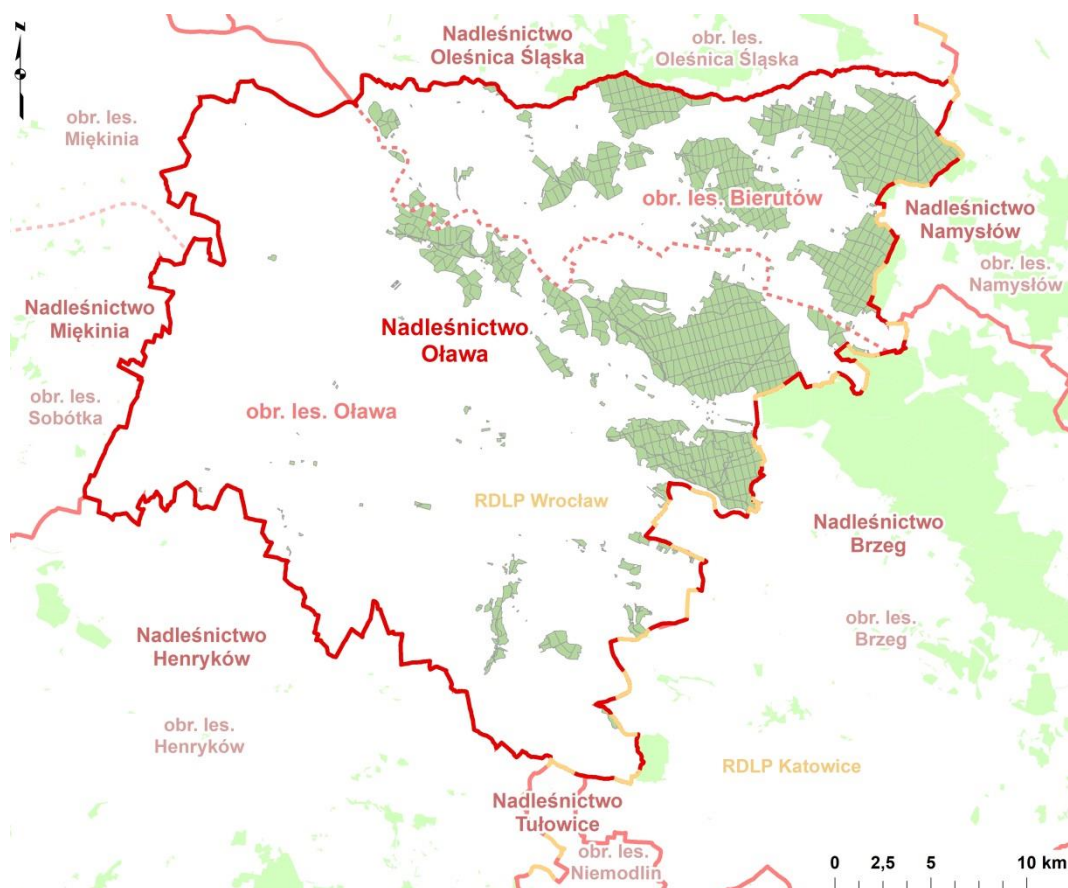 N
Nadleśnictwo
Oleśnica Śląska
obr. les.
Oleśnica Śląska
obr. les.
Miękinia
obr. les. Bierutów
Nadleśnictwo
Namysłów
obr. les.
Namysłów
Nadleśnictwo
Miękinia
Nadleśnictwo
Oława
obr. les.
Sobótka
obr. les. Oława
RDLP Wrocław
Nadleśnictwo
Brzeg
obr. les.
Brzeg
Nadleśnictwo
Henryków
obr. les.
Henryków
RDLP Katowice
Nadleśnictwo
Tułowice
obr. les.
Niemodlin
0 2,5 5 10 km